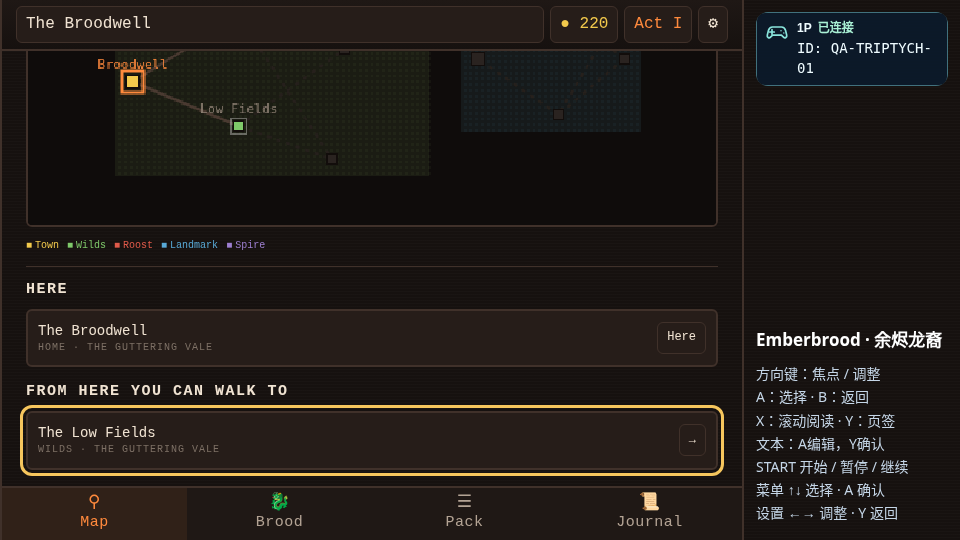 The Broodwell
● 220
Act I
⚙
Broodwell
Low Fields
■ Town ■ Wilds ■ Roost ■ Landmark ■ Spire
HERE
The Broodwell
HOME · THE GUTTERING VALE
Here
FROM HERE YOU CAN WALK TO
The Low Fields
WILDS · THE GUTTERING VALE
→
Map
Brood
Pack
Journal
1P 已连接
ID: QA-TRIPTYCH-
01
Emberbrood · 余烬龙裔
方向键：焦点 / 调整
A：选择 · B：返回
X：滚动阅读 · Y：页签
文本：A编辑，Y确认
START 开始 / 暂停 / 继续
菜单 ↑↓ 选择 · A 确认
设置 ←→ 调整 · Y 返回